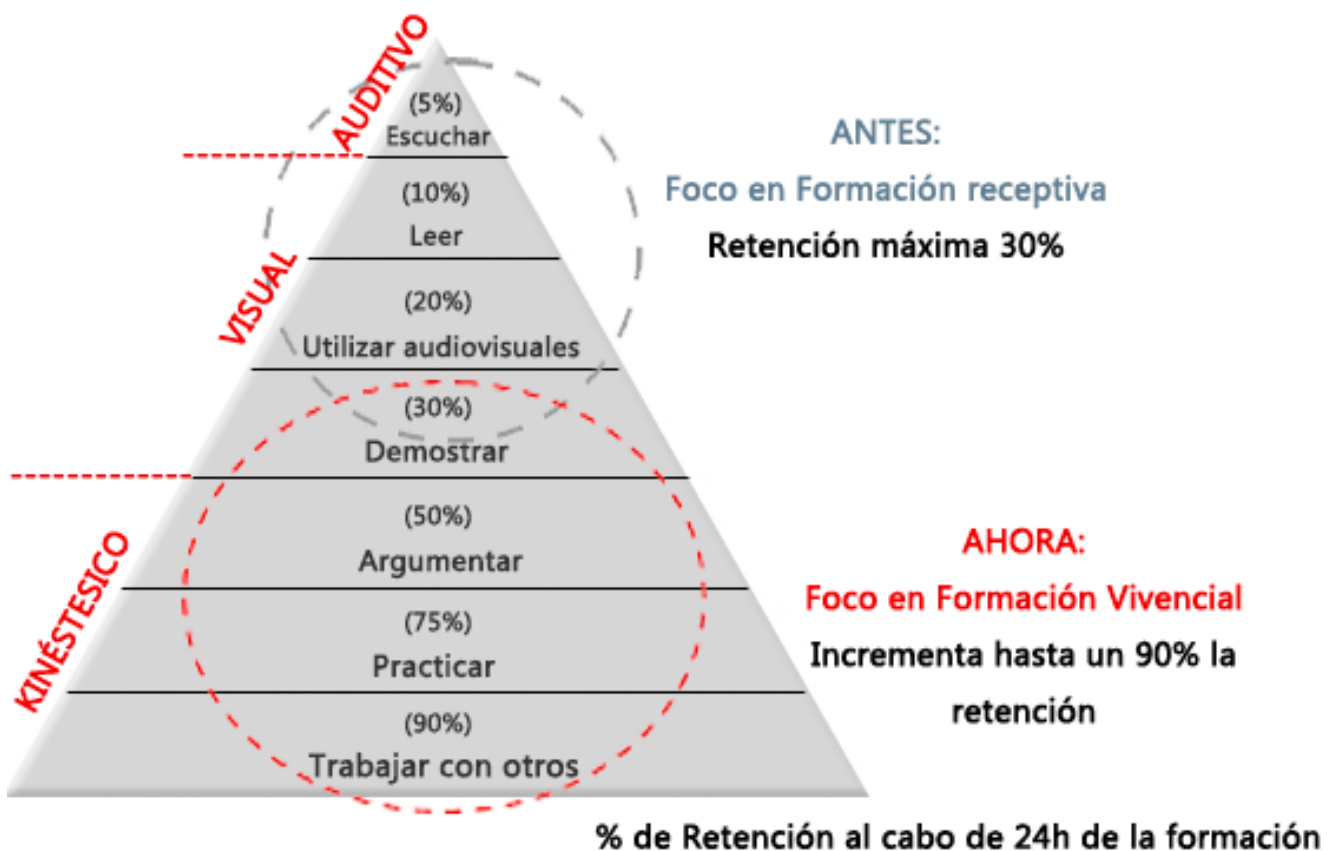 AUDITIVO
(5%)
Escuchar
ANTES:
Foco en Formación receptiva
Retención máxima 30%
(10%)
Leer
VISUAL
(20%)
Utilizar audiovisuales
(30%)
Demostrar
KINÉSTESICO
(50%)
Argumentar
(75%)
Practicar
(90%)
Trabajar con otros
AHORA:
Foco en Formación Vivencial
Incrementa hasta un 90% la
retención
% de Retención al cabo de 24h de la formación